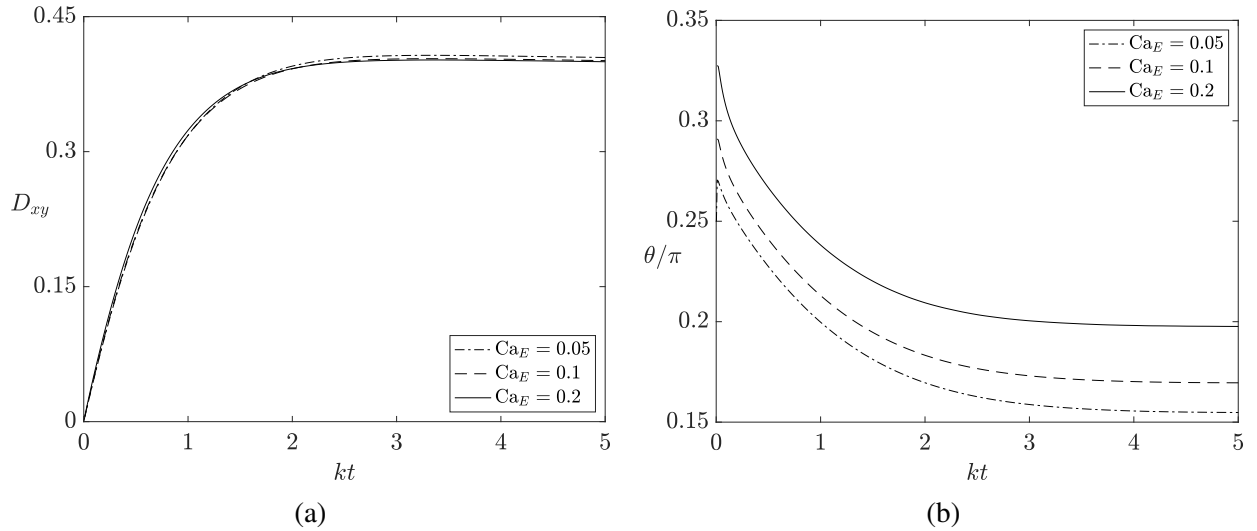 0.45
0.3
0.15
0
D_{xy}
0 1 2 3 4 5
kt
Ca_E = 0.05
Ca_E = 0.1
Ca_E = 0.2
(a)
0.35
0.3
0.25
0.2
0.15
θ/π
0 1 2 3 4 5
kt
Ca_E = 0.05
Ca_E = 0.1
Ca_E = 0.2
(b)